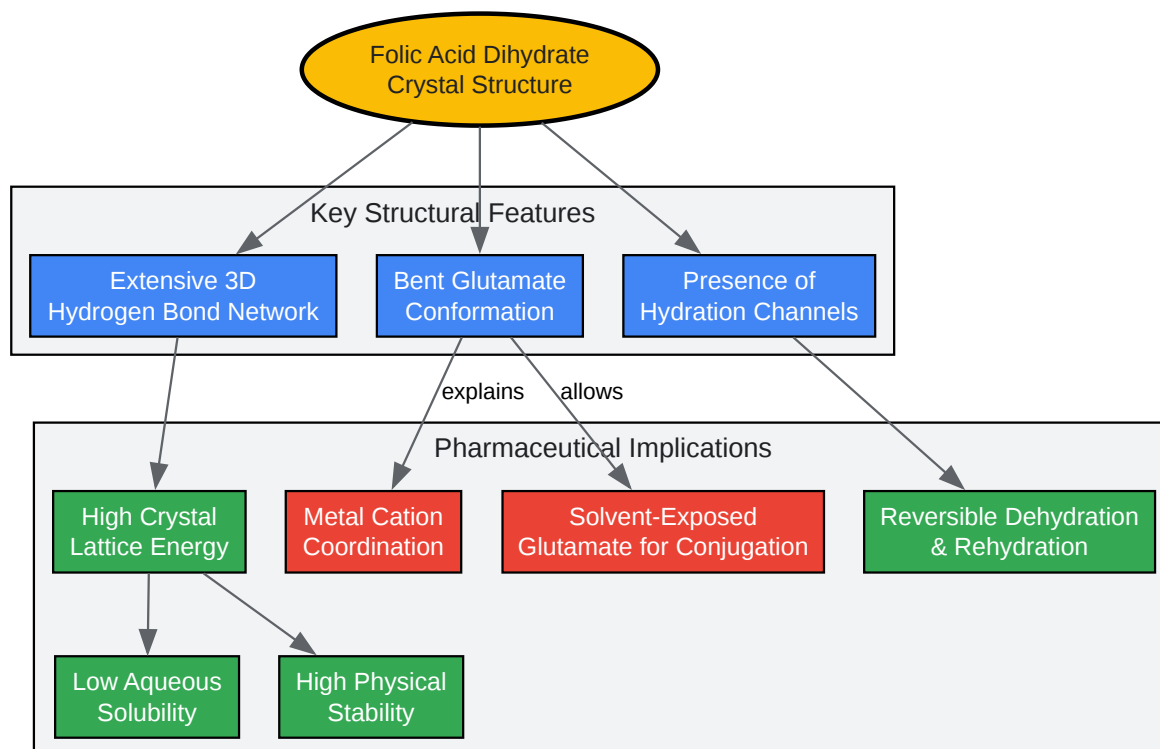 Folic Acid Dihydrate
Crystal Structure
Key Structural Features
Extensive 3D
Hydrogen Bond Network
Bent Glutamate
Conformation
Presence of
Hydration Channels
explains
allows
Pharmaceutical Implications
High Crystal
Lattice Energy
Metal Cation
Coordination
Solvent-Exposed
Glutamate for Conjugation
Reversible Dehydration
& Rehydration
Low Aqueous
Solubility
High Physical
Stability